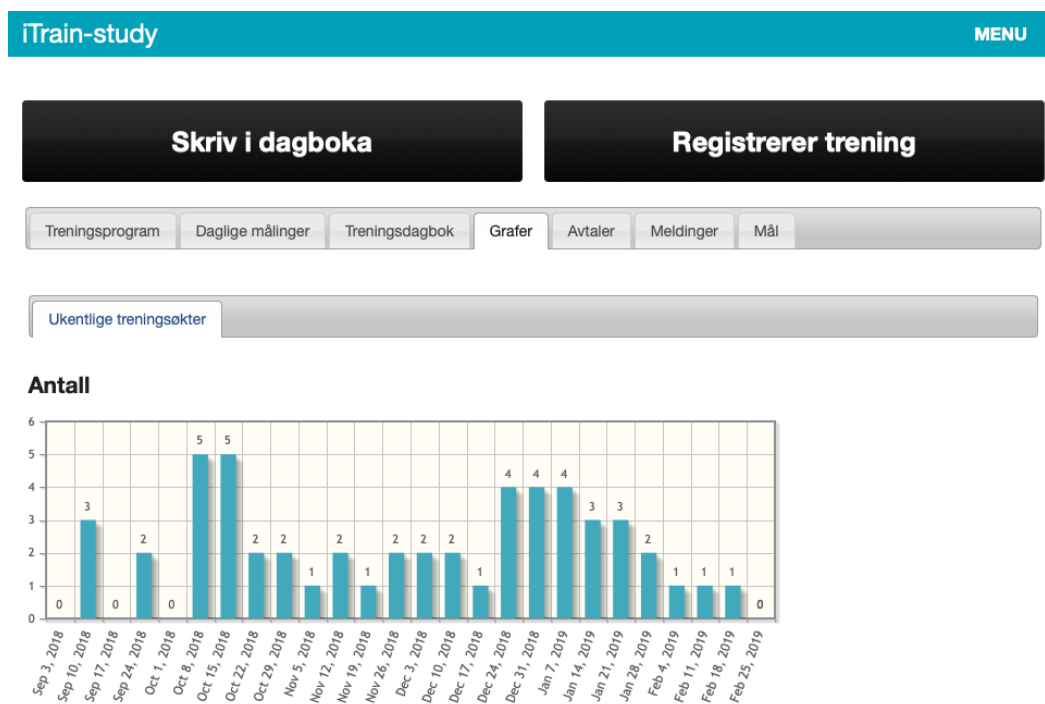 iTrain-study MENU
Skriv i dagboka Registrerer trening
Treningsprogram Daglige målinger Treningsdagbok Grafer Avtaler Meldinger Mål
Ukentlige treningsøkter
Antall
6
5
4
3
2
1
0
0 3 0 2 0 5 5 2 2 1 2 1 2 2 2 1 4 4 4 3 3 2 1 1 1 0
Sep 3, 2018 Sep 10, 2018 Sep 17, 2018 Sep 24, 2018 Oct 1, 2018 Oct 8, 2018 Oct 15, 2018 Oct 22, 2018 Oct 29, 2018 Nov 5, 2018 Nov 12, 2018 Nov 19, 2018 Nov 26, 2018 Dec 3, 2018 Dec 10, 2018 Dec 17, 2018 Dec 24, 2018 Dec 31, 2018 Jan 7, 2019 Jan 14, 2019 Jan 21, 2019 Jan 28, 2019 Feb 4, 2019 Feb 11, 2019 Feb 18, 2019 Feb 25, 2019